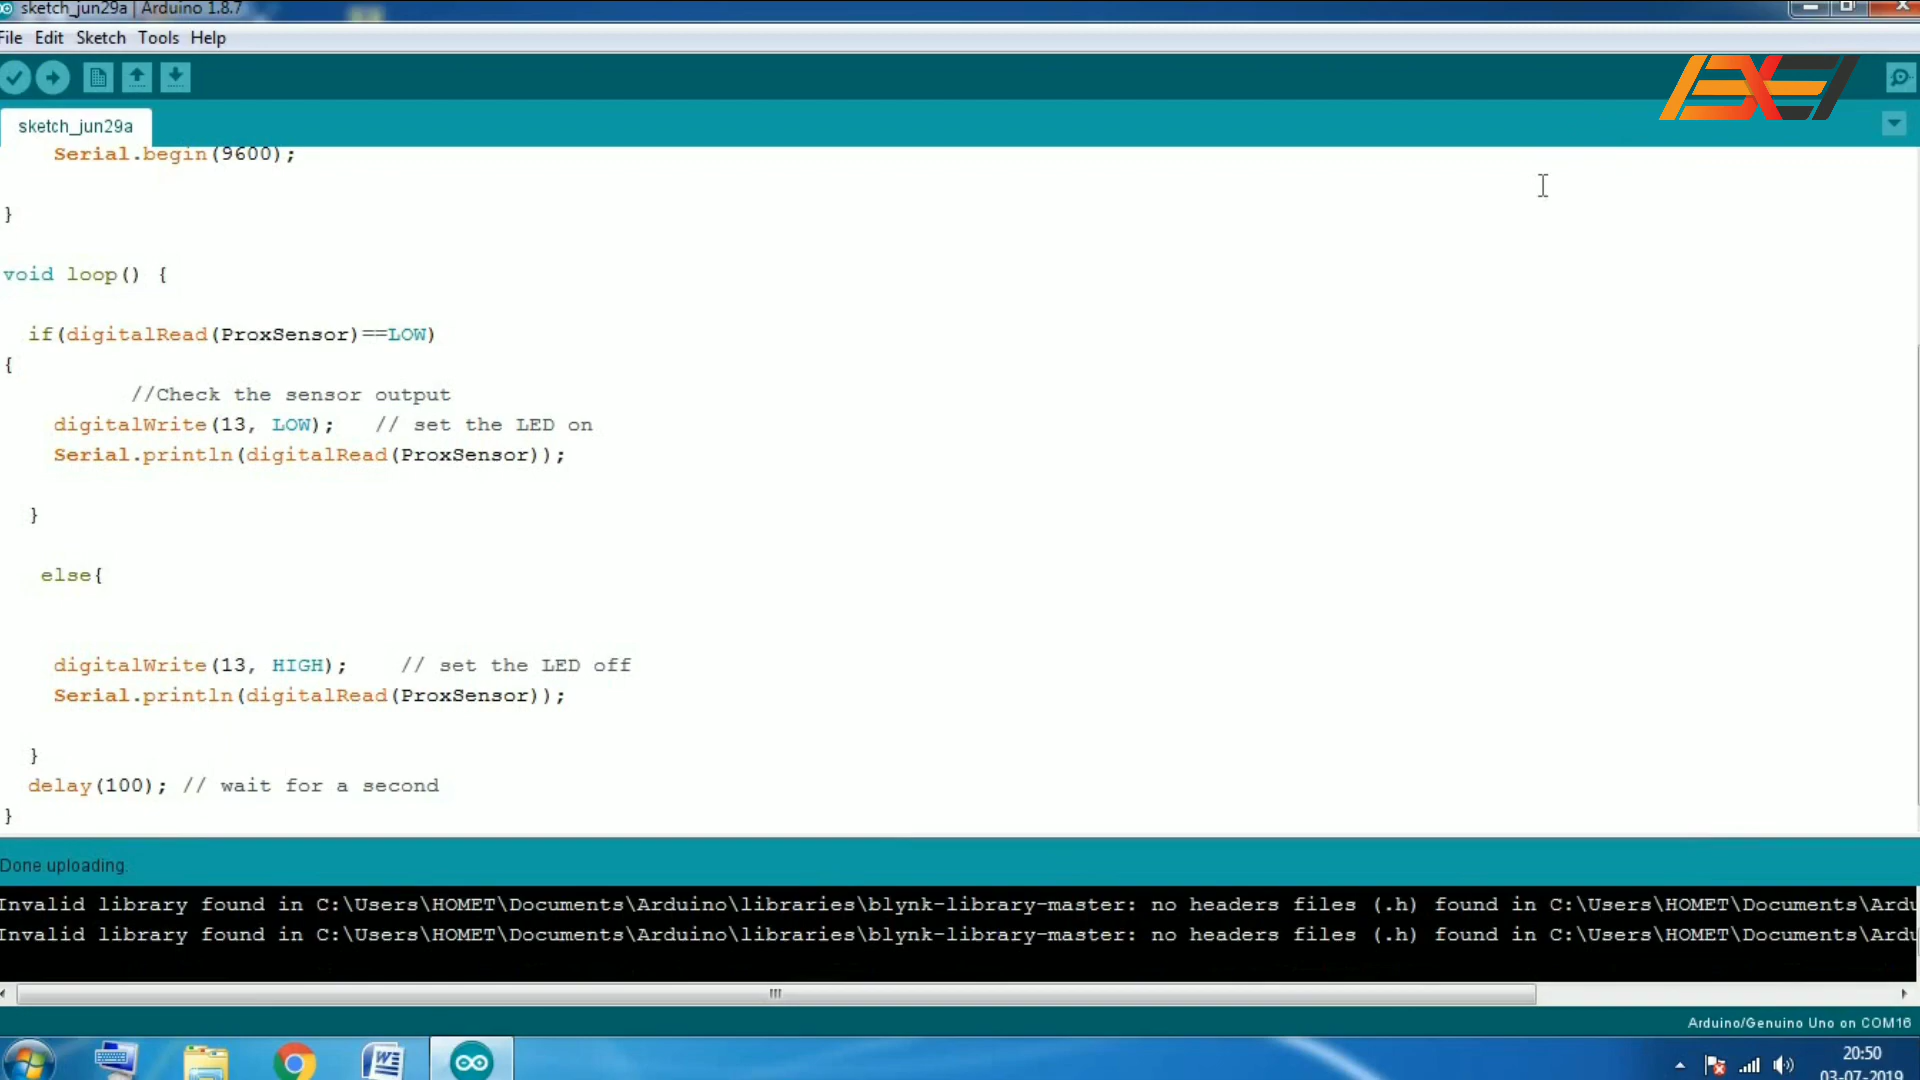 sketch_jun29a | Arduino 1.8.7
File Edit Sketch Tools Help
sketch_jun29a
Serial.begin(9600);
}
void loop() {
if(digitalRead(ProxSensor)==LOW)
{
//Check the sensor output
digitalWrite(13, LOW); // set the LED on
Serial.println(digitalRead(ProxSensor));
}
else{
digitalWrite(13, HIGH); // set the LED off
Serial.println(digitalRead(ProxSensor));
}
delay(100); // wait for a second
}
Done uploading.
Invalid library found in C:\Users\HOMET\Documents\Arduino\libraries\blynk-library-master: no headers files (.h) found in C:\Users\HOMET\Documents\Ardu
Invalid library found in C:\Users\HOMET\Documents\Arduino\libraries\blynk-library-master: no headers files (.h) found in C:\Users\HOMET\Documents\Ardu
Arduino/Genuino Uno on COM16
20:50
03-07-2019